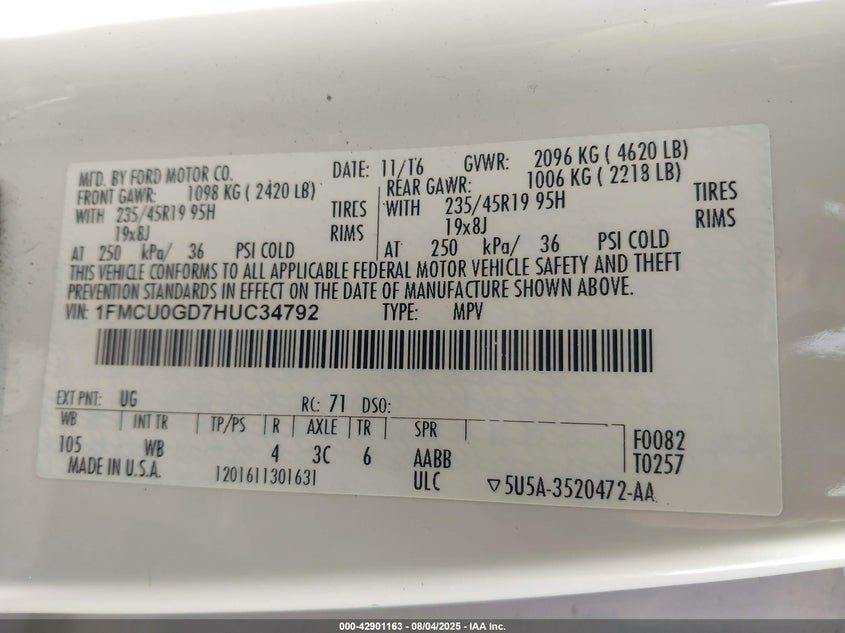 MFD. BY FORD MOTOR CO. DATE: 11/16 GVWR: 2096 KG ( 4620 LB)
FRONT GAWR: 1098 KG ( 2420 LB) REAR GAWR: 1006 KG ( 2218 LB)
WITH 235/45R19 95H TIRES WITH 235/45R19 95H TIRES
19x8J RIMS 19x8J RIMS
AT 250 kPa/ 36 PSI COLD AT 250 kPa/ 36 PSI COLD
THIS VEHICLE CONFORMS TO ALL APPLICABLE FEDERAL MOTOR VEHICLE SAFETY AND THEFT
PREVENTION STANDARDS IN EFFECT ON THE DATE OF MANUFACTURE SHOWN ABOVE.
VIN: 1FMCU0GD7HUC34792 TYPE: MPV
EXT PNT: UG RC: 71 DSO:
WB INT TR TP/PS R AXLE TR SPR
105 WB 4 3C 6 AABB F0082
MADE IN U.S.A. 1201611301631 ULC T0257
▽5U5A-3520472-AA
000-42901163 - 08/04/2025 - IAA Inc.